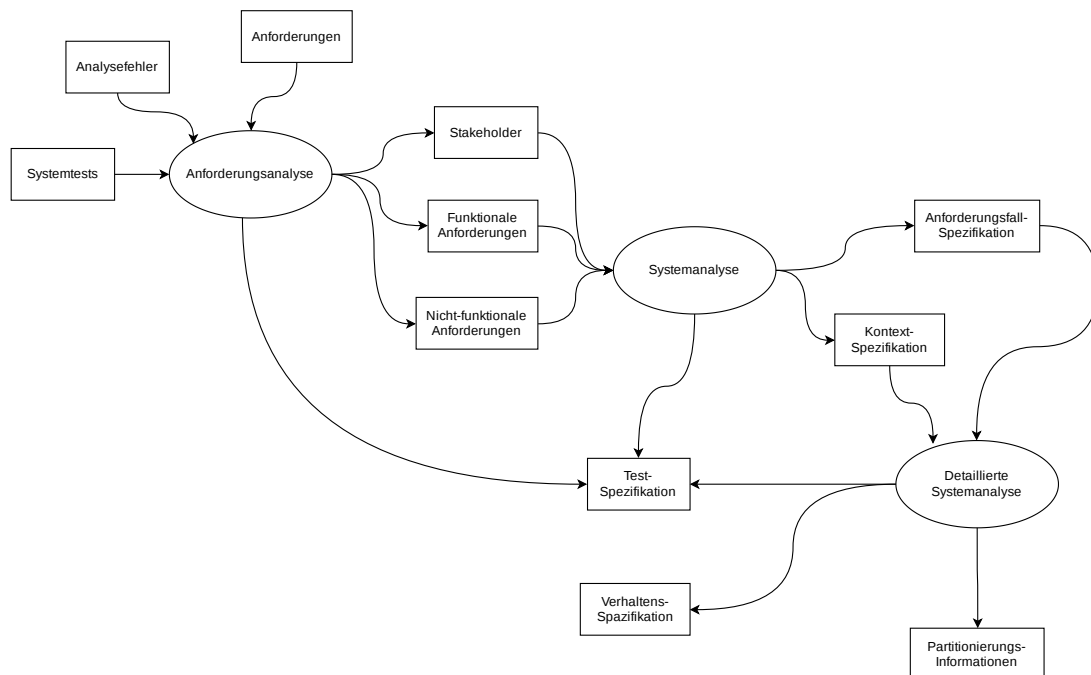 Anforderungen
Analysefehler
Stakeholder
Systemtests
Anforderungsanalyse
Funktionale
Anforderungen
Anforderungsfall-
Spezifikation
Systemanalyse
Nicht-funktionale
Anforderungen
Kontext-
Spezifikation
Test-
Spezifikation
Detaillierte
Systemanalyse
Verhaltens-
Spazifikation
Partitionierungs-
Informationen